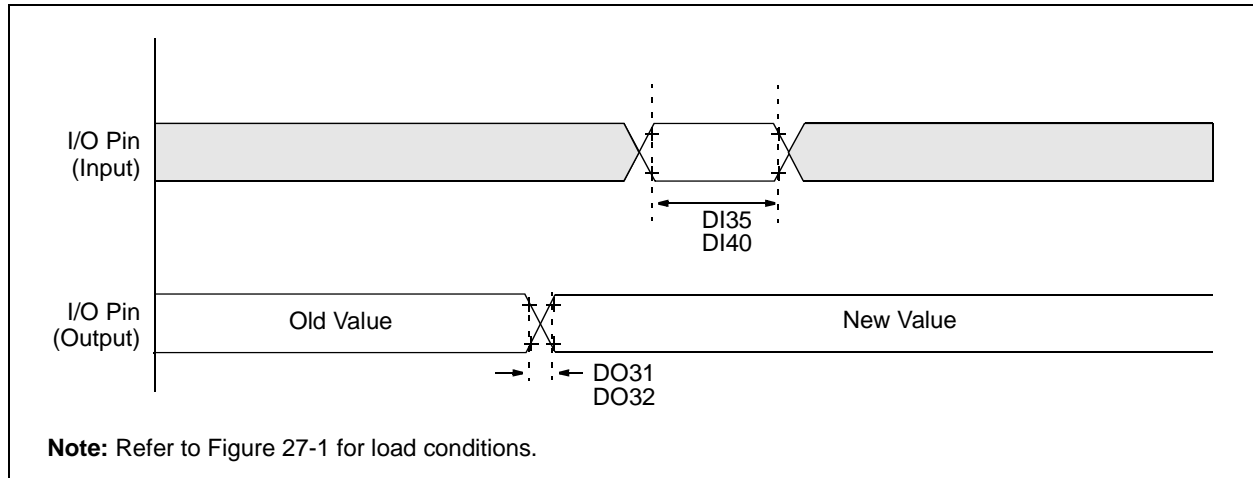 I/O Pin
(Input)
DI35
DI40
I/O Pin
(Output)
Old Value
New Value
DO31
DO32
Note: Refer to Figure 27-1 for load conditions.